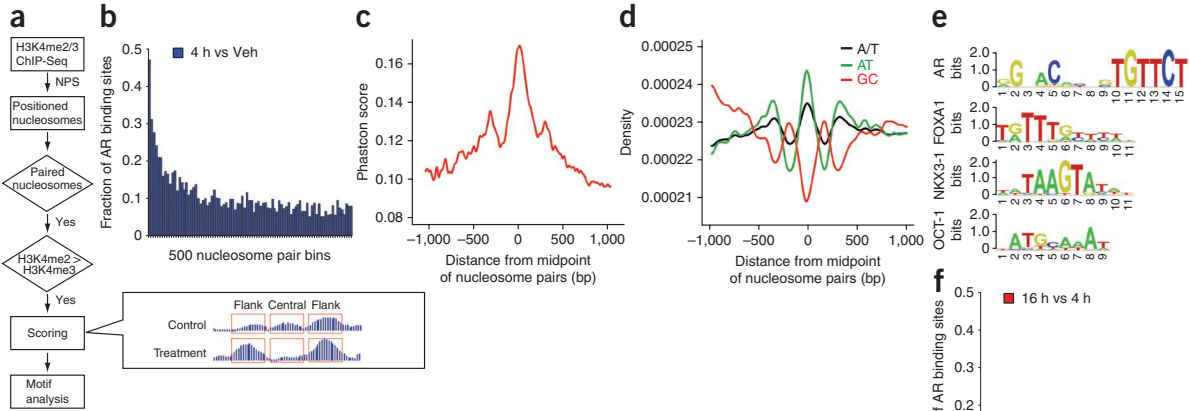 a
H3K4me2/3
ChIP-Seq
NPS
Positioned
nucleosomes
Paired
nucleosomes
Yes
H3K4me2 >
H3K4me3
Yes
Scoring
Motif
analysis
Flank Central Flank
Control
Treatment
b
4 h vs Veh
Fraction of AR binding sites
0.5
0.4
0.3
0.2
0.1
0
500 nucleosome pair bins
c
Phastcon score
0.16
0.14
0.12
0.10
0.08
−1,000 −500 0 500 1,000
Distance from midpoint
of nucleosome pairs (bp)
d
Density
0.00025
0.00024
0.00023
0.00022
0.00021
A/T
AT
GC
−1,000 −500 0 500 1,000
Distance from midpoint
of nucleosome pairs (bp)
e
AR
bits
2.0
1.0
0.0
G AC TGTTCT
1 2 3 4 5 6 7 8 9 10 11 12 13 14 15
FOXA1
bits
2.0
1.0
0.0
TGTTTG
1 2 3 4 5 6 7 8 9 10 11
NKX3-1
bits
2.0
1.0
0.0
TAAGTA
1 2 3 4 5 6 7 8 9 10 11
OCT-1
bits
2.0
1.0
0.0
ATGCAAAT
1 2 3 4 5 6 7 8 9
f
16 h vs 4 h
f AR binding sites
0.5
0.4
0.3
0.2